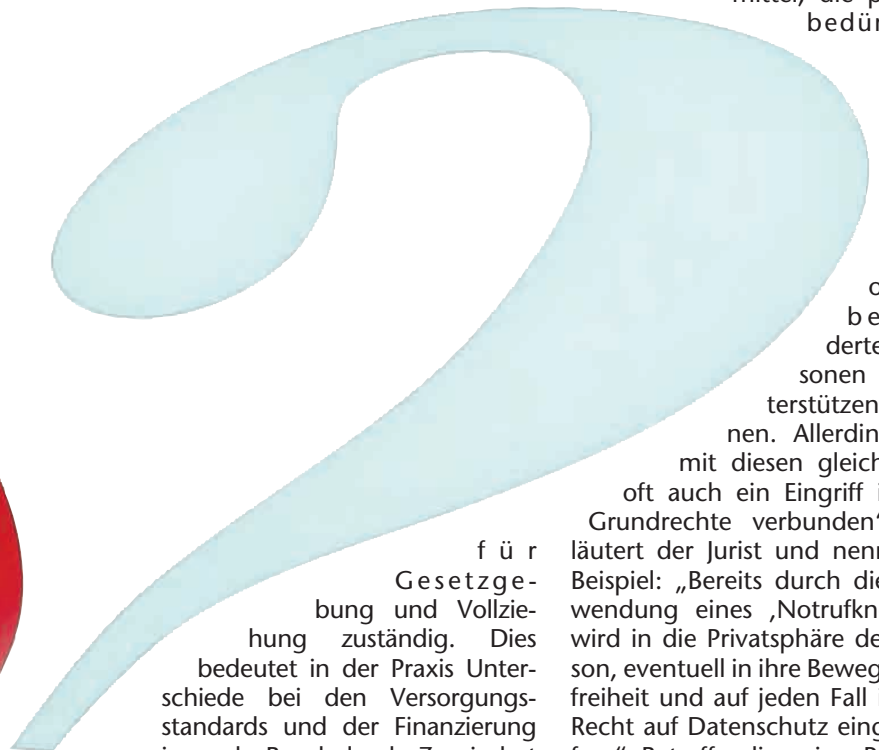 für
Gesetzge-
bung und Vollzie-
hung zuständig. Dies
bedeutet in der Praxis Unter-
schiede bei den Versorgungs-
standards und der Finanzierung
bedür
derte
sonen
terstützen
nen. Allerdin
mit diesen gleich
oft auch ein Eingriff
Grundrechte verbunden“
läutert der Jurist und nenn
Beispiel: „Bereits durch die
wendung eines ‚Notrufkn
wird in die Privatsphäre de
son, eventuell in ihre Beweg
freiheit und auf jeden Fall i
Recht auf Datenschutz eing